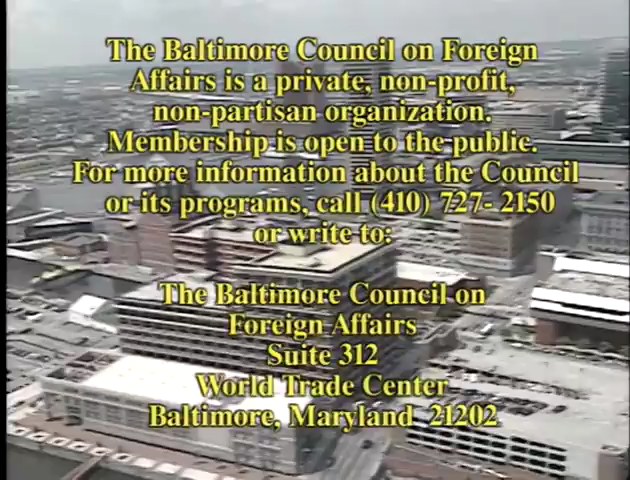 The Baltimore Council on Foreign
Affairs is a private, non-profit,
non-partisan organization.
Membership is open to the public.
For more information about the Council
or its programs, call (410) 727- 2150
or write to:
The Baltimore Council on
Foreign Affairs
Suite 312
World Trade Center
Baltimore, Maryland  21202